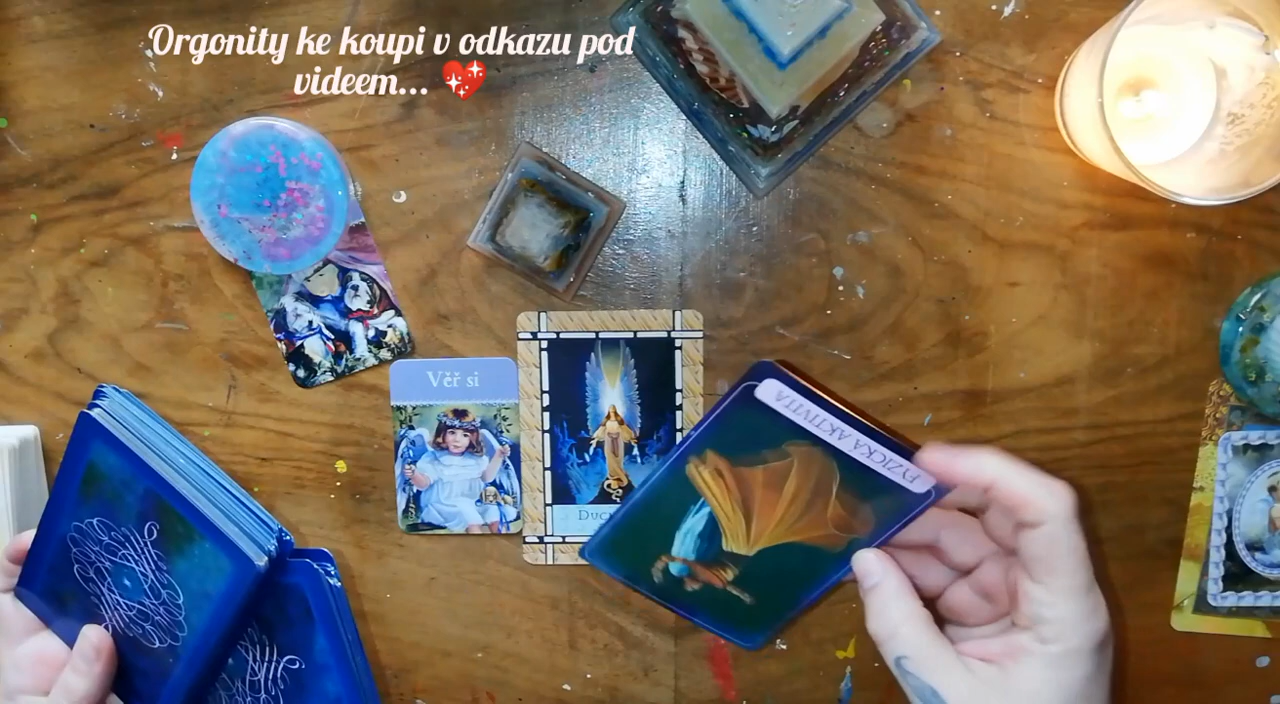 Orgonity ke koupi v odkazu pod
videem... 💖
Věř si
FYZICKÁ AKTIVITA